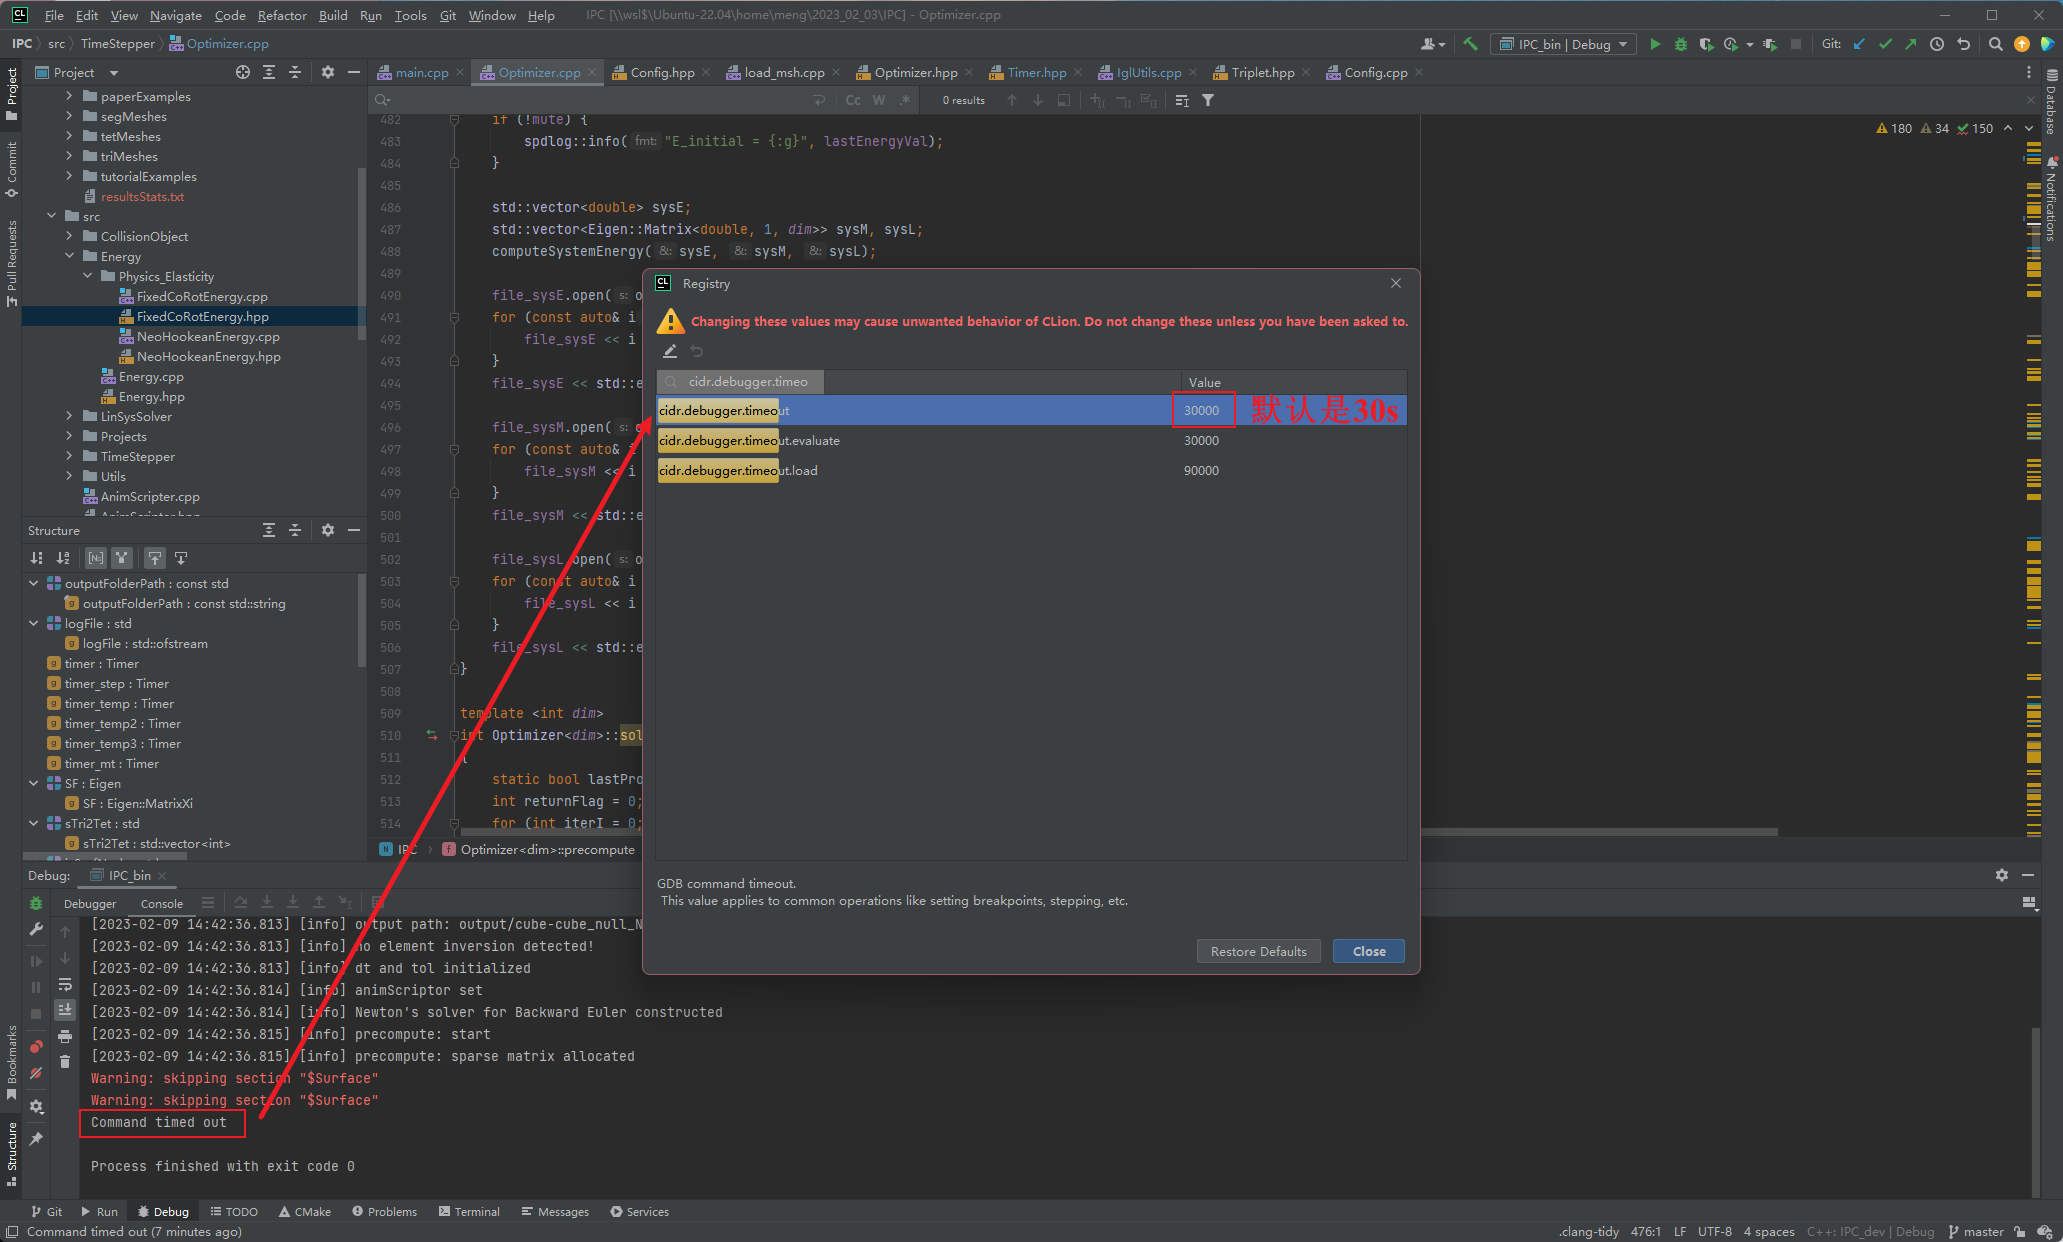 File Edit View Navigate Code Refactor Build Run Tools Git Window Help IPC [\\wsl$\Ubuntu-22.04\home\meng\2023_02_03\IPC] - Optimizer.cpp
IPC src TimeStepper Optimizer.cpp
IPC_bin | Debug
Git:
Project
main.cpp Optimizer.cpp Config.hpp load_msh.cpp Optimizer.hpp Timer.hpp IglUtils.cpp Triplet.hpp Config.cpp
Cc W .* 0 results
180 34 150
Project
Commit
Pull Requests
Bookmarks
Structure
Database
Notifications
paperExamples
segMeshes
tetMeshes
triMeshes
tutorialExamples
resultsStats.txt
src
CollisionObject
Energy
Physics_Elasticity
FixedCoRotEnergy.cpp
FixedCoRotEnergy.hpp
NeoHookeanEnergy.cpp
NeoHookeanEnergy.hpp
Energy.cpp
Energy.hpp
LinSysSolver
Projects
TimeStepper
Utils
AnimScripter.cpp
AnimScripter.hpp
Structure
outputFolderPath : const std
outputFolderPath : const std::string
logFile : std
logFile : std::ofstream
timer : Timer
timer_step : Timer
timer_temp : Timer
timer_temp2 : Timer
timer_temp3 : Timer
timer_mt : Timer
SF : Eigen
SF : Eigen::MatrixXi
sTri2Tet : std
sTri2Tet : std::vector<int>
482 if (!mute) {
483 spdlog::info( fmt: "E_initial = {:g}", lastEnergyVal);
484 }
485
486 std::vector<double> sysE;
487 std::vector<Eigen::Matrix<double, 1, dim>> sysM, sysL;
488 computeSystemEnergy( &: sysE, &: sysM, &: sysL);
489
490 file_sysE.open( s: o
491 for (const auto& i
492 file_sysE << i
493 }
494 file_sysE << std::e
495
496 file_sysM.open( s: o
497 for (const auto& i
498 file_sysM << i
499 }
500 file_sysM << std::e
501
502 file_sysL.open( s: o
503 for (const auto& i
504 file_sysL << i
505 }
506 file_sysL << std::e
507 }
508
509 template <int dim>
510 int Optimizer<dim>::sol
511 {
512 static bool lastPro
513 int returnFlag = 0;
514 for (int iterI = 0;
IPC Optimizer<dim>::precompute
Registry
Changing these values may cause unwanted behavior of CLion. Do not change these unless you have been asked to.
cidr.debugger.timeo Value
cidr.debugger.timeout 30000 默认是30s
cidr.debugger.timeout.evaluate 30000
cidr.debugger.timeout.load 90000
GDB command timeout.
This value applies to common operations like setting breakpoints, stepping, etc.
Restore Defaults Close
Debug: IPC_bin
Debugger Console
[2023-02-09 14:42:36.813] [info] output path: output/cube-cube_null_N
[2023-02-09 14:42:36.813] [info] no element inversion detected!
[2023-02-09 14:42:36.813] [info] dt and tol initialized
[2023-02-09 14:42:36.814] [info] animScriptor set
[2023-02-09 14:42:36.814] [info] Newton's solver for Backward Euler constructed
[2023-02-09 14:42:36.815] [info] precompute: start
[2023-02-09 14:42:36.815] [info] precompute: sparse matrix allocated
Warning: skipping section "$Surface"
Warning: skipping section "$Surface"
Command timed out
Process finished with exit code 0
Git Run Debug TODO CMake Problems Terminal Messages Services
Command timed out (7 minutes ago) .clang-tidy 476:1 LF UTF-8 4 spaces C++: IPC_dev | Debug master